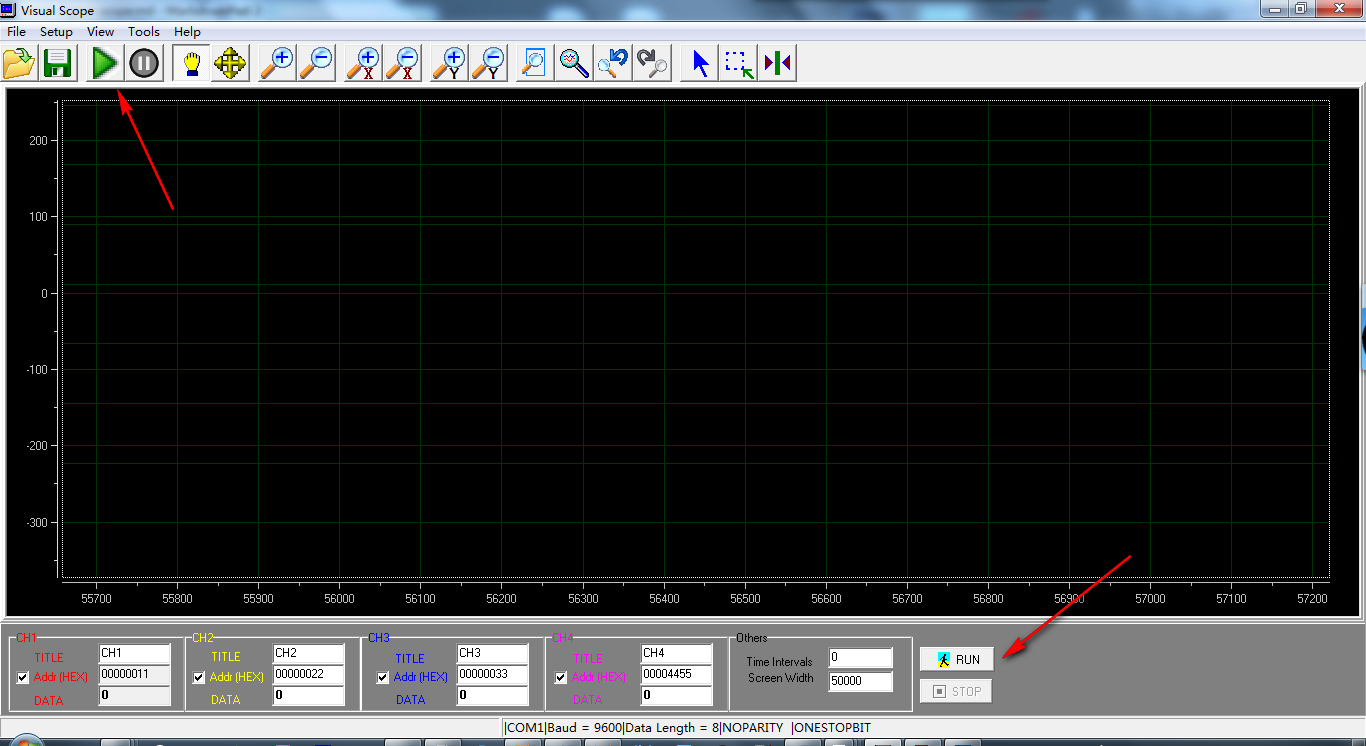 Visual Scope
File Setup View Tools Help
X X Y Y
200
100
0
-100
-200
-300
55700 55800 55900 56000 56100 56200 56300 56400 56500 56600 56700 56800 56900 57000 57100 57200
CH1 CH2 CH3 CH4 Others
TITLE CH1 TITLE CH2 TITLE CH3 TITLE CH4 Time Intervals 0 RUN
Addr (HEX) 00000011 Addr (HEX) 00000022 Addr (HEX) 00000033 Addr (HEX) 00004455 Screen Width 50000
DATA 0 DATA 0 DATA 0 DATA 0 STOP
|COM1|Baud = 9600|Data Length = 8|NOPARITY |ONESTOPBIT